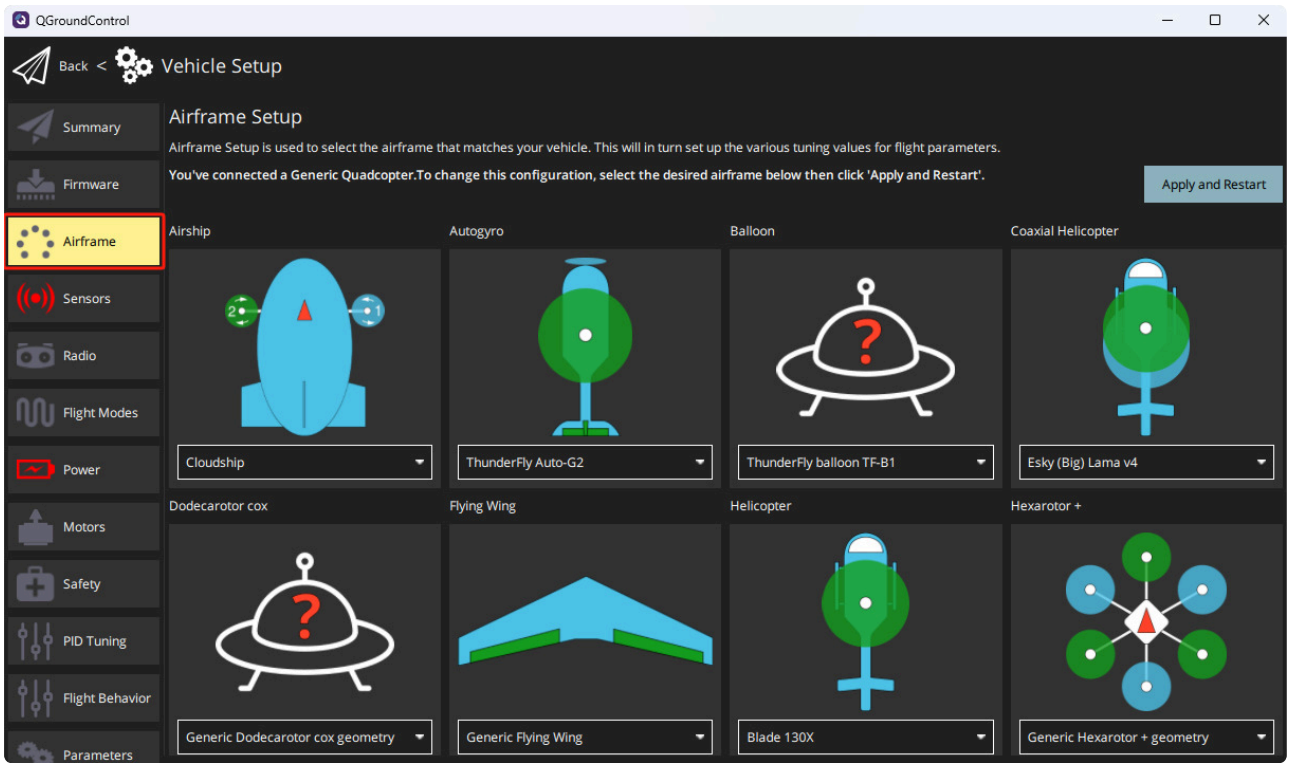 QGroundControl
Back < Vehicle Setup
Summary
Firmware
Airframe
Sensors
Radio
Flight Modes
Power
Motors
Safety
PID Tuning
Flight Behavior
Parameters
Airframe Setup
Airframe Setup is used to select the airframe that matches your vehicle. This will in turn set up the various tuning values for flight parameters.
You've connected a Generic Quadcopter.To change this configuration, select the desired airframe below then click 'Apply and Restart'.
Apply and Restart
Airship
2
1
Cloudship
Autogyro
ThunderFly Auto-G2
Balloon
?
ThunderFly balloon TF-B1
Coaxial Helicopter
Esky (Big) Lama v4
Dodecarotor cox
?
Generic Dodecarotor cox geometry
Flying Wing
Generic Flying Wing
Helicopter
Blade 130X
Hexarotor +
Generic Hexarotor + geometry